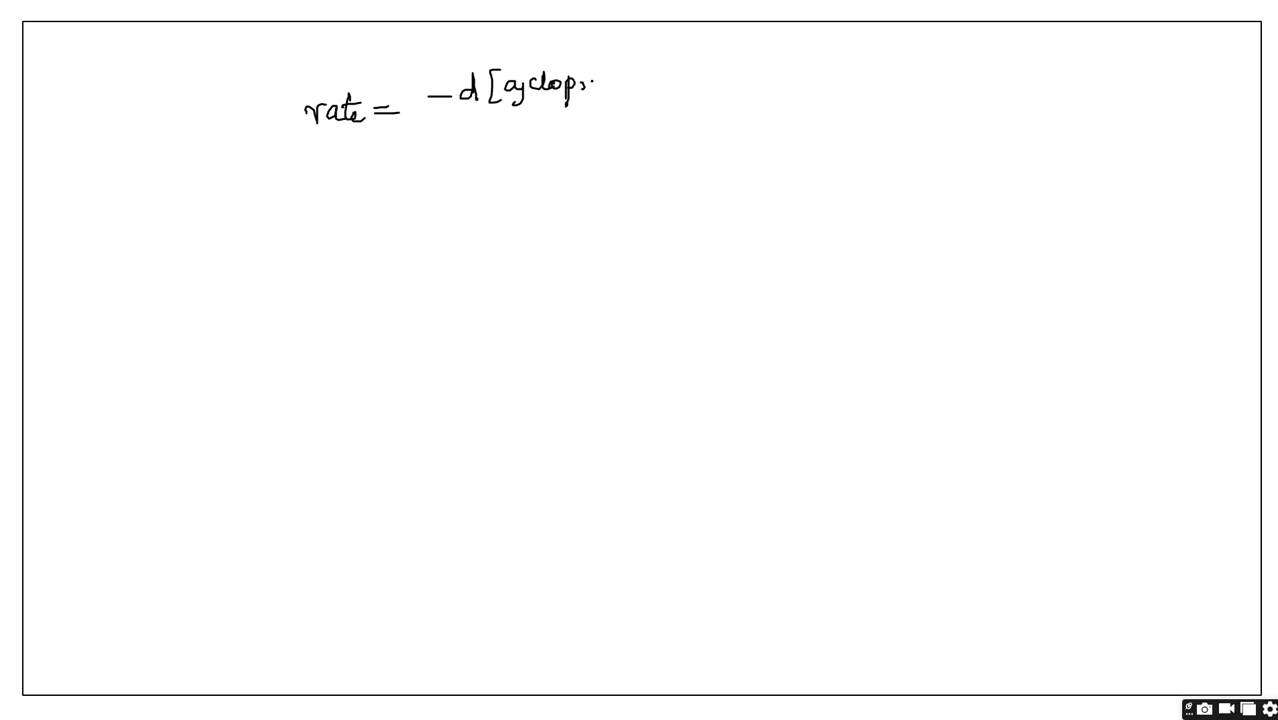 rate = -d[cyclop